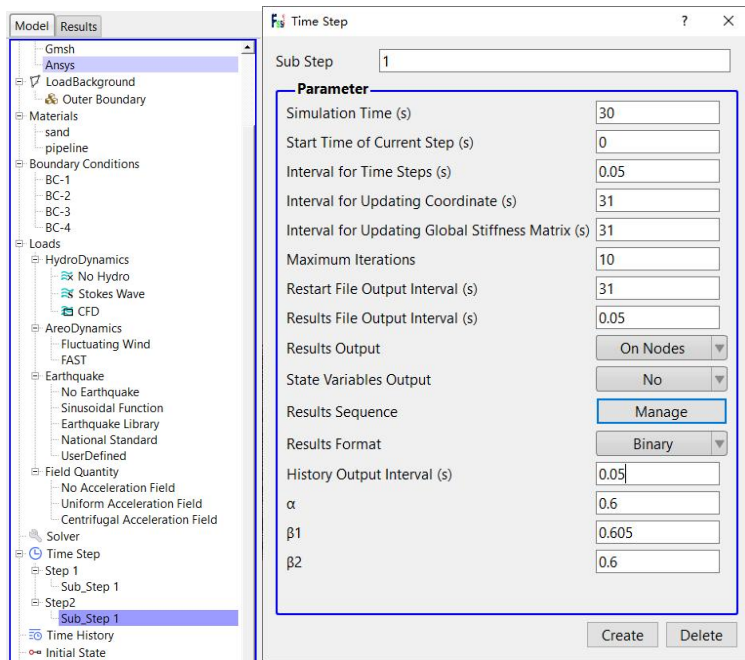 Model Results
Gmsh
Ansys
LoadBackground
Outer Boundary
Materials
sand
pipeline
Boundary Conditions
BC-1
BC-2
BC-3
BC-4
Loads
HydroDynamics
No Hydro
Stokes Wave
CFD
AreoDynamics
Fluctuating Wind
FAST
Earthquake
No Earthquake
Sinusoidal Function
Earthquake Library
National Standard
UserDefined
Field Quantity
No Acceleration Field
Uniform Acceleration Field
Centrifugal Acceleration Field
Solver
Time Step
Step 1
Sub_Step 1
Step2
Sub_Step 1
Time History
Initial State
Time Step ? ×
Sub Step 1
Parameter
Simulation Time (s) 30
Start Time of Current Step (s) 0
Interval for Time Steps (s) 0.05
Interval for Updating Coordinate (s) 31
Interval for Updating Global Stiffness Matrix (s) 31
Maximum Iterations 10
Restart File Output Interval (s) 31
Results File Output Interval (s) 0.05
Results Output On Nodes
State Variables Output No
Results Sequence Manage
Results Format Binary
History Output Interval (s) 0.05
α 0.6
β1 0.605
β2 0.6
Create Delete